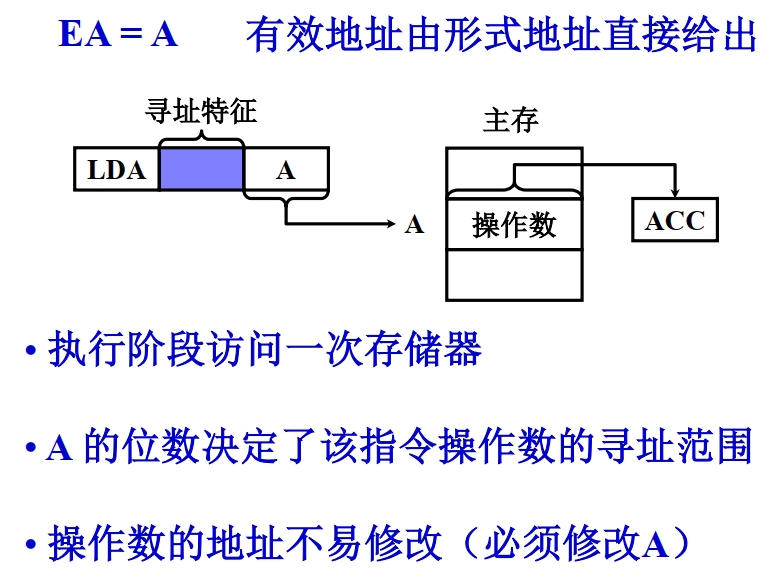 EA = A 有效地址由形式地址直接给出
寻址特征
主存
LDA A
A 操作数 ACC
• 执行阶段访问一次存储器
• A 的位数决定了该指令操作数的寻址范围
• 操作数的地址不易修改（必须修改A）